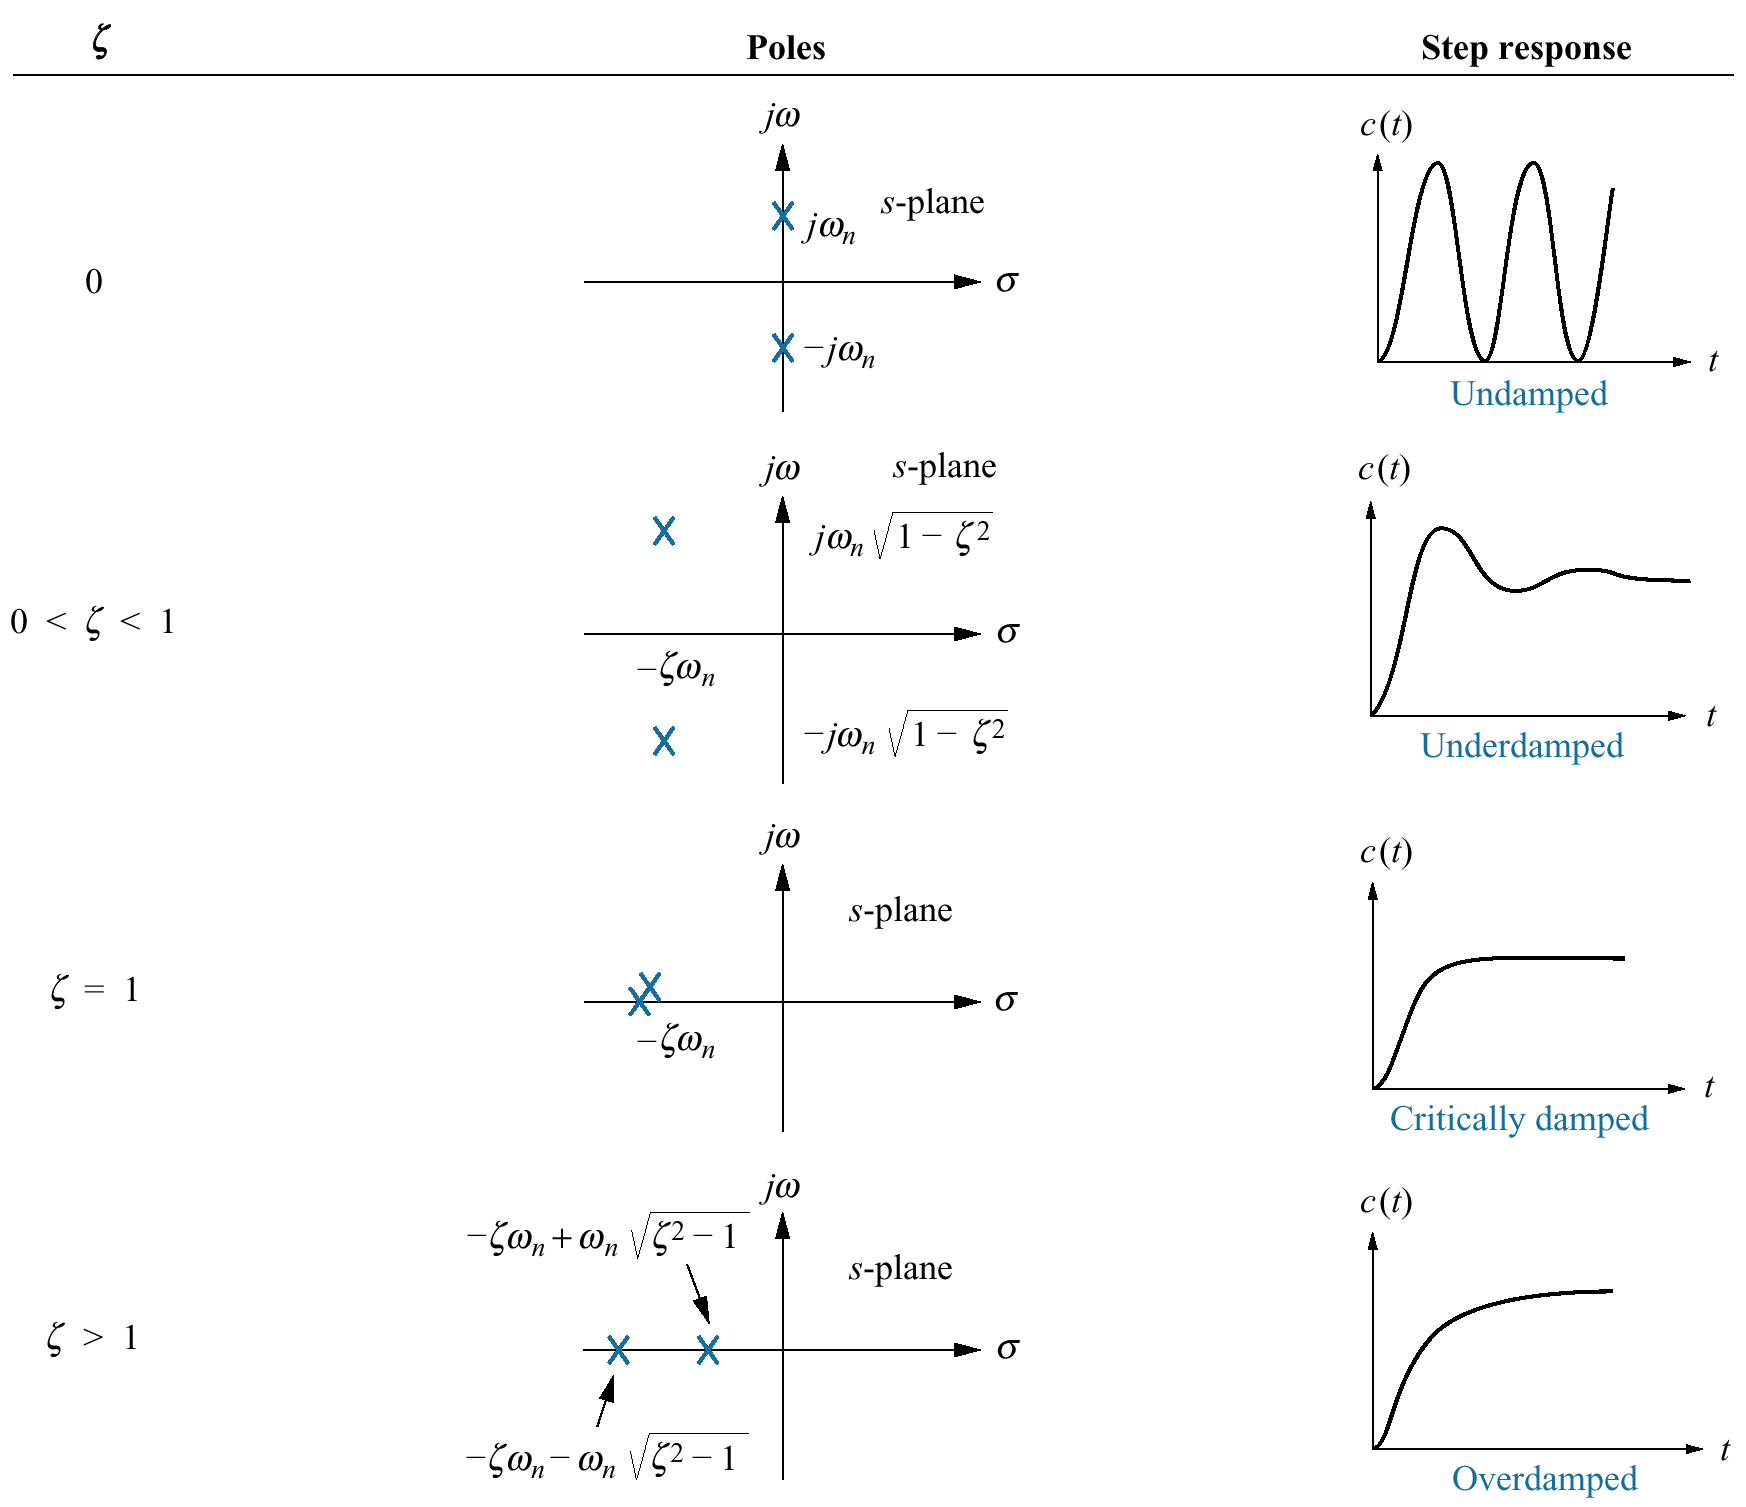 ζ Poles Step response
jω
s-plane
jωn
0
σ
−jωn
c(t)
t
Undamped
jω s-plane
jωn √1 − ζ2
0 < ζ < 1
σ
−ζωn
−jωn √1 − ζ2
c(t)
t
Underdamped
jω
s-plane
ζ = 1
σ
−ζωn
c(t)
t
Critically damped
jω
−ζωn + ωn √ζ2 − 1
s-plane
ζ > 1
σ
−ζωn − ωn √ζ2 − 1
c(t)
t
Overdamped